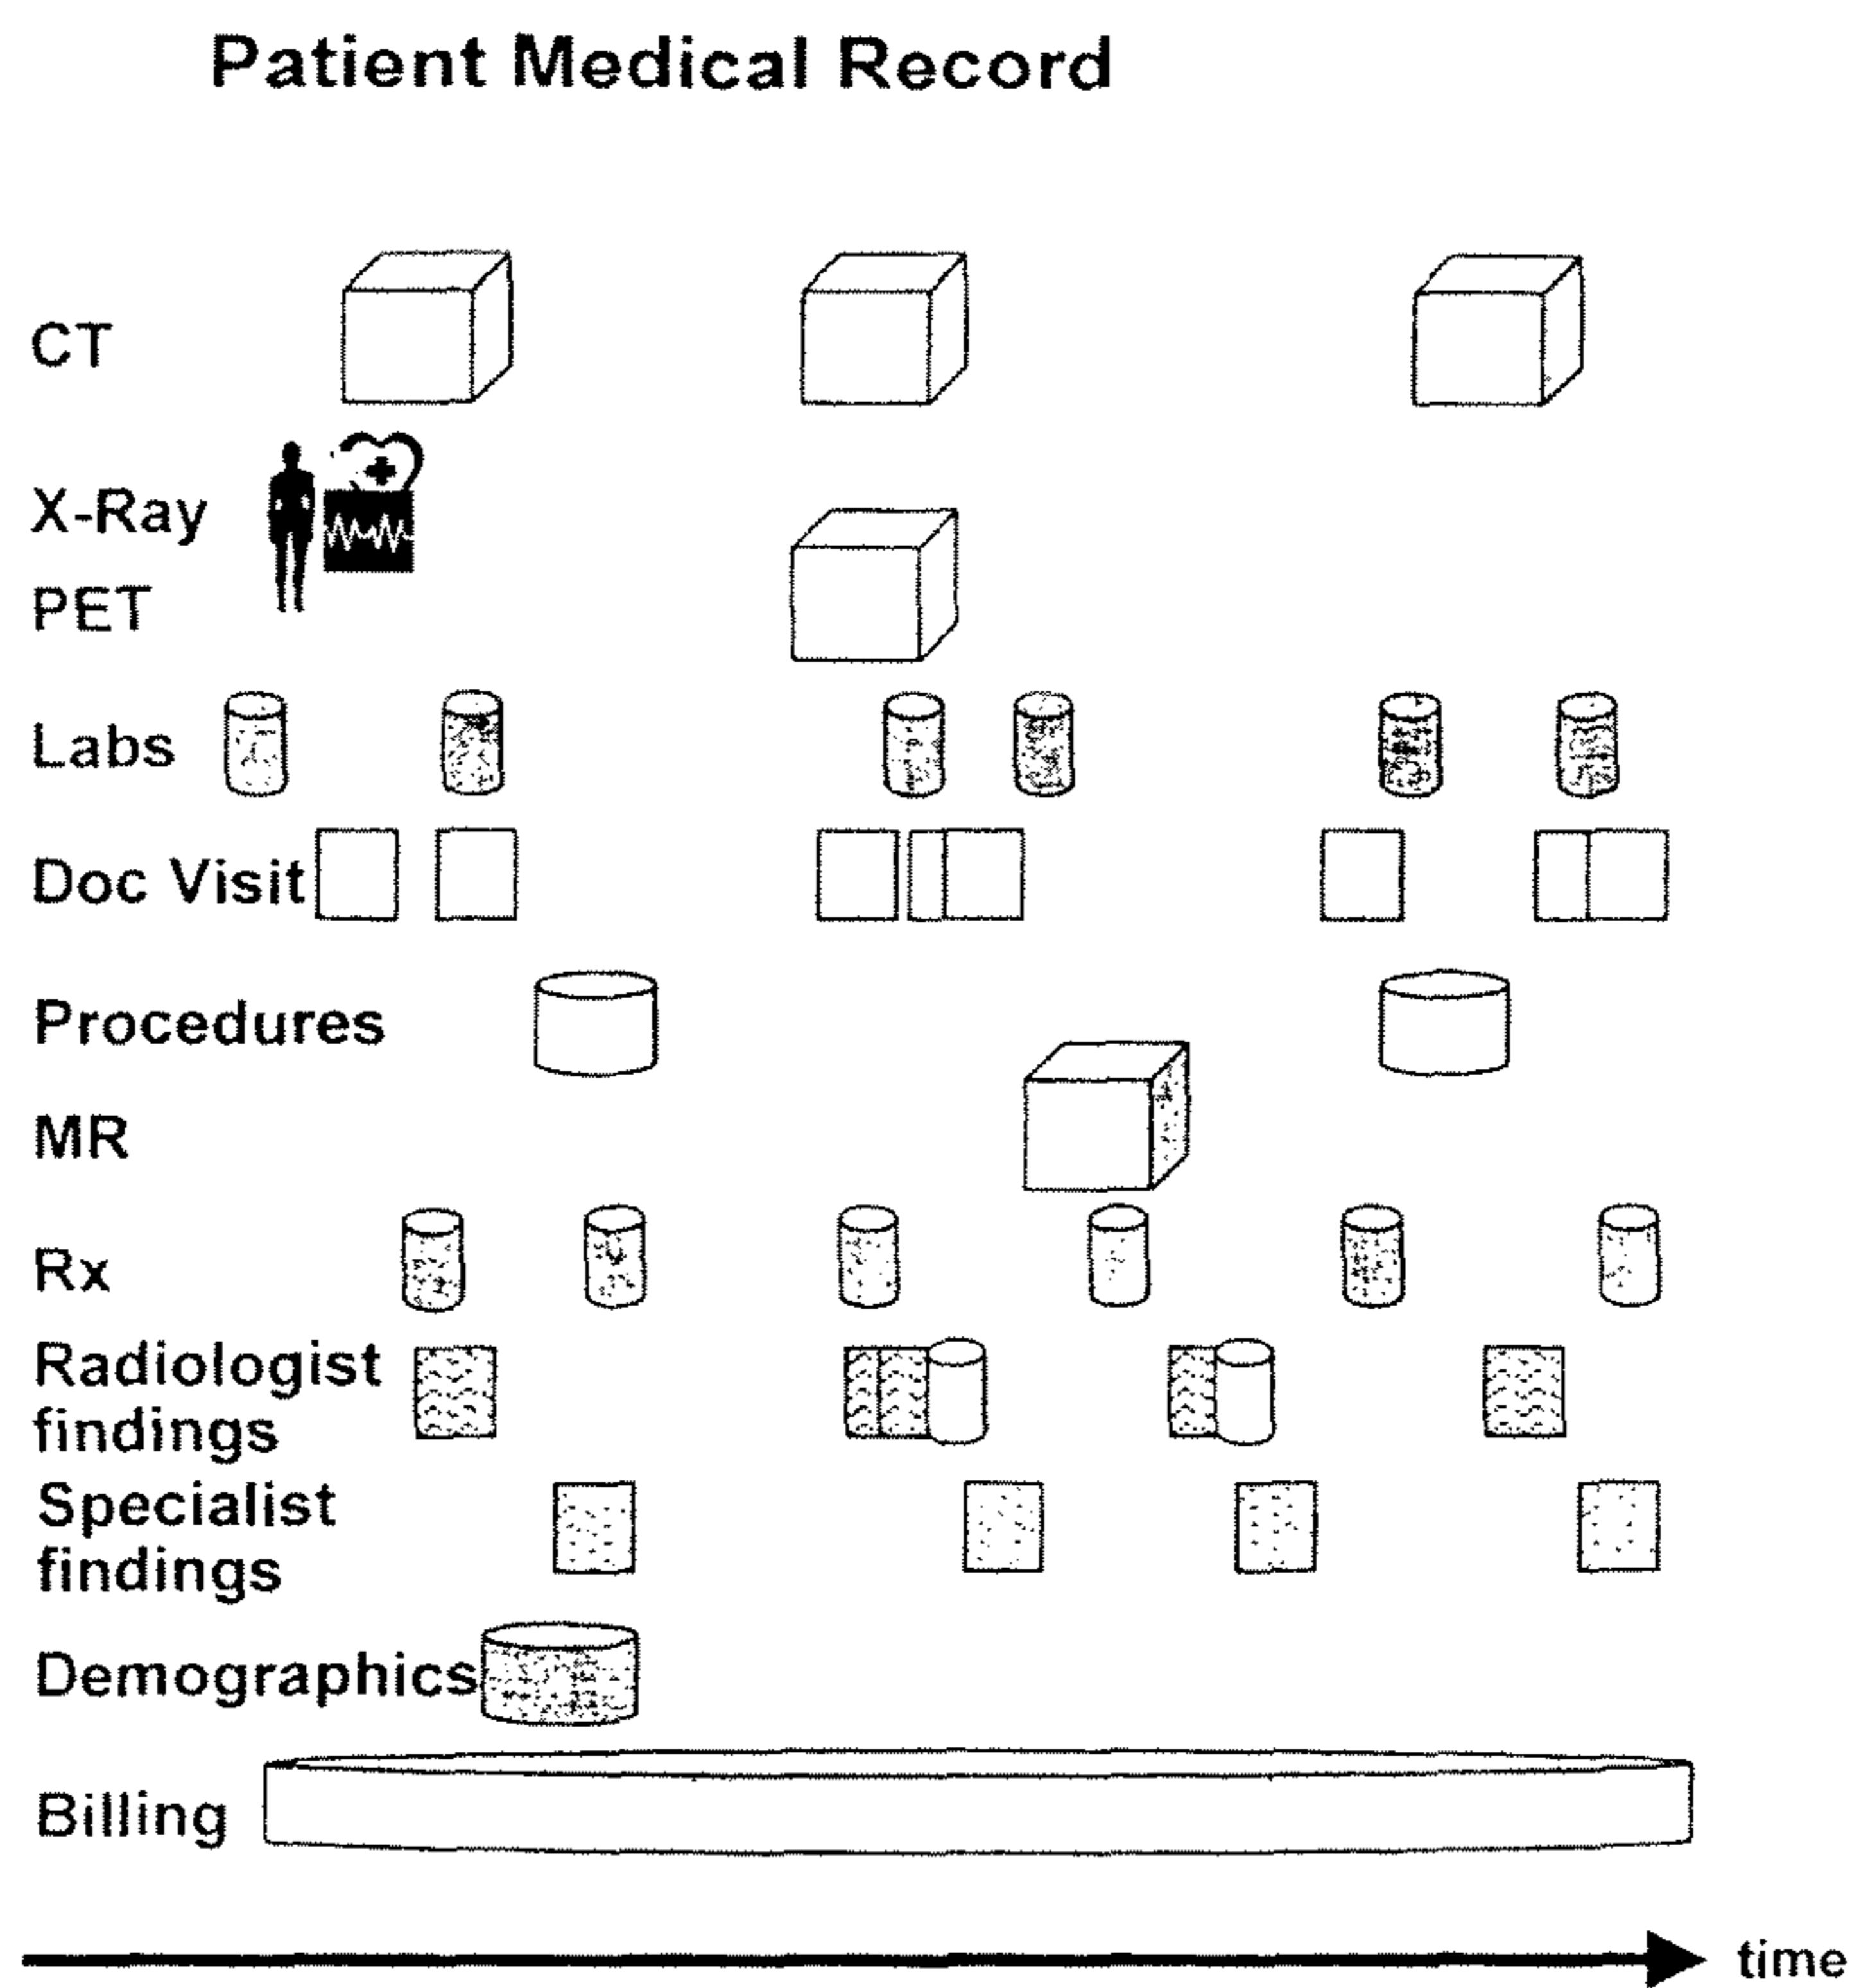 Patient Medical Record
CT
X-Ray
PET
Labs
Doc Visit
Procedures
MR
Rx
Radiologist
findings
Specialist
findings
Demographics
Billing
time